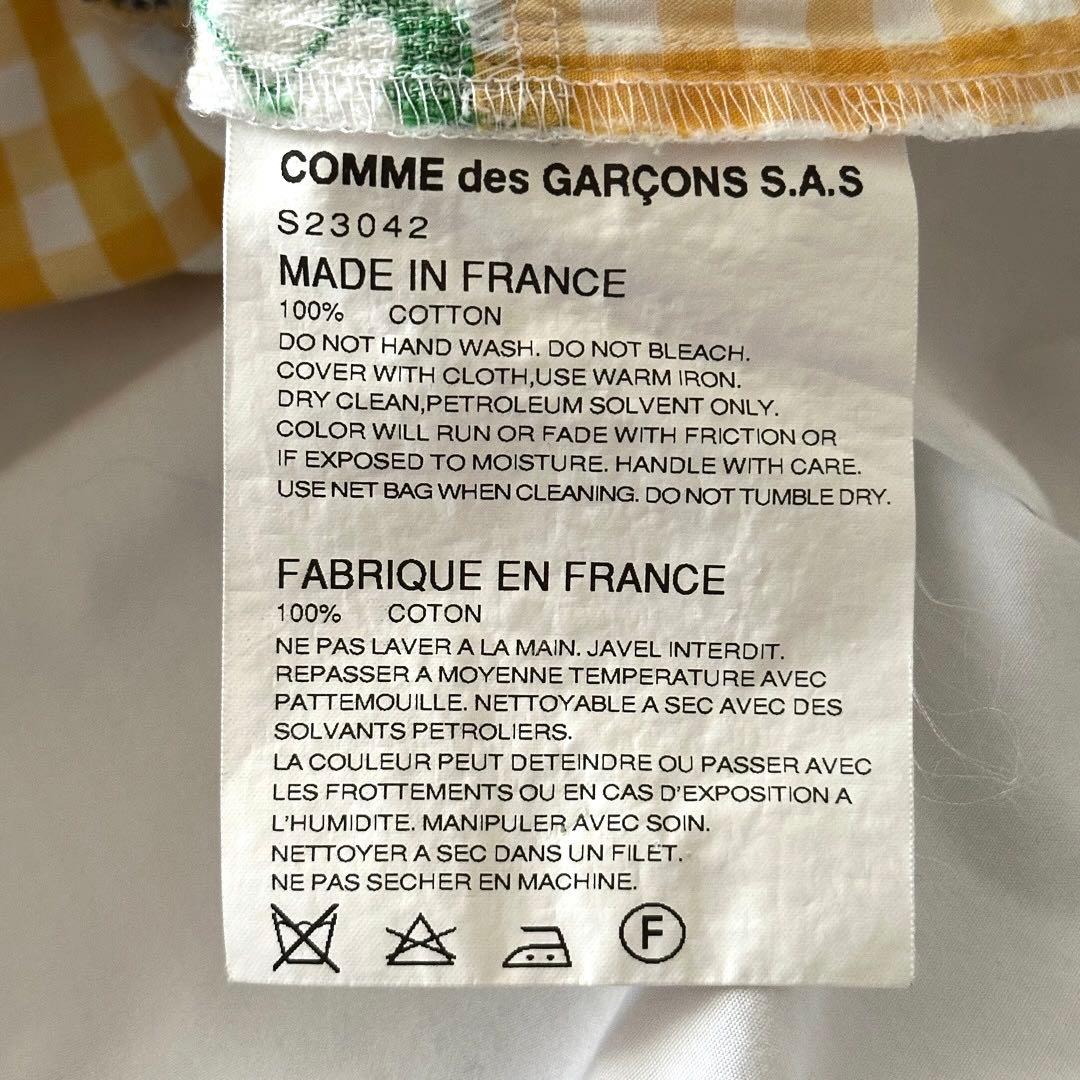 COMME des GARÇONS S.A.S
S23042
MADE IN FRANCE
100% COTTON
DO NOT HAND WASH. DO NOT BLEACH.
COVER WITH CLOTH,USE WARM IRON.
DRY CLEAN,PETROLEUM SOLVENT ONLY.
COLOR WILL RUN OR FADE WITH FRICTION OR
IF EXPOSED TO MOISTURE. HANDLE WITH CARE.
USE NET BAG WHEN CLEANING. DO NOT TUMBLE DRY.
FABRIQUE EN FRANCE
100% COTON
NE PAS LAVER A LA MAIN. JAVEL INTERDIT.
REPASSER A MOYENNE TEMPERATURE AVEC
PATTEMOUILLE. NETTOYABLE A SEC AVEC DES
SOLVANTS PETROLIERS.
LA COULEUR PEUT DETEINDRE OU PASSER AVEC
LES FROTTEMENTS OU EN CAS D'EXPOSITION A
L'HUMIDITE. MANIPULER AVEC SOIN.
NETTOYER A SEC DANS UN FILET.
NE PAS SECHER EN MACHINE.
F